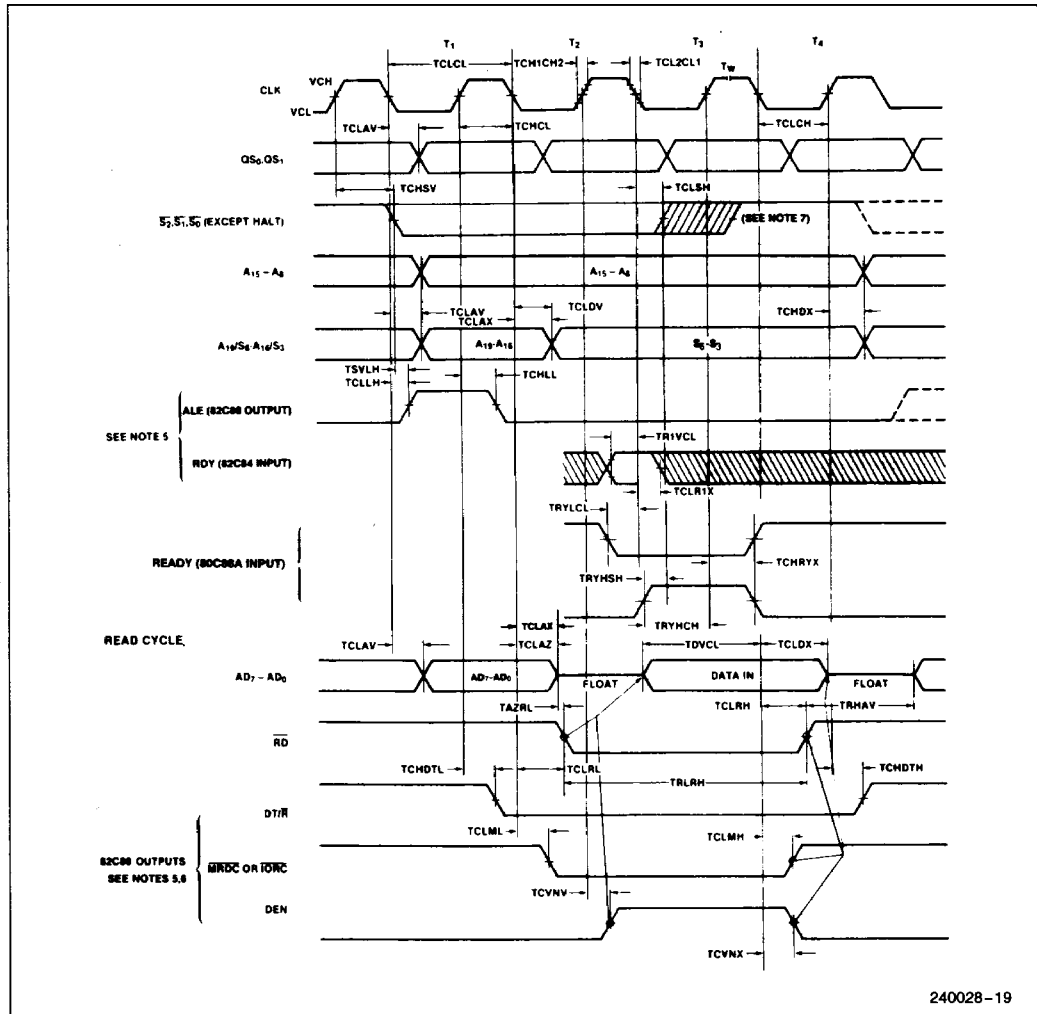 T1 T2 T3 T4
TCLCL TCH1CH2 TCL2CL1
VCH TW
CLK
VCL
TCLAV TCHCL TCLCH
QS0,QS1
TCHSV TCLSH
S2,S1,S0 (EXCEPT HALT) (SEE NOTE 7)
A15 – A8 A15 – A8
TCLAV TCLDV TCHDX
TCLAX
A19/S6-A16/S3 A19-A16 S6-S3
TSVLH
TCLLH TCHLL
ALE (82C88 OUTPUT)
SEE NOTE 5 TR1VCL
RDY (82C84 INPUT)
TCLR1X
TRYLCL
READY (80C88A INPUT) TCHRYX
TRYHSH
TRYHCH
TCLAX
READ CYCLE TCLAV TCLAZ TDVCL TCLDX
AD7 – AD0 AD7-AD0 FLOAT DATA IN FLOAT
TAZRL TCLRH TRHAV
RD
TCHDTL TCLRL TRLRH TCHDTH
DT/R
TCLML TCLMH
82C88 OUTPUTS MRDC OR IORC
SEE NOTES 5,6
TCVNV
DEN
TCVNX
240028–19